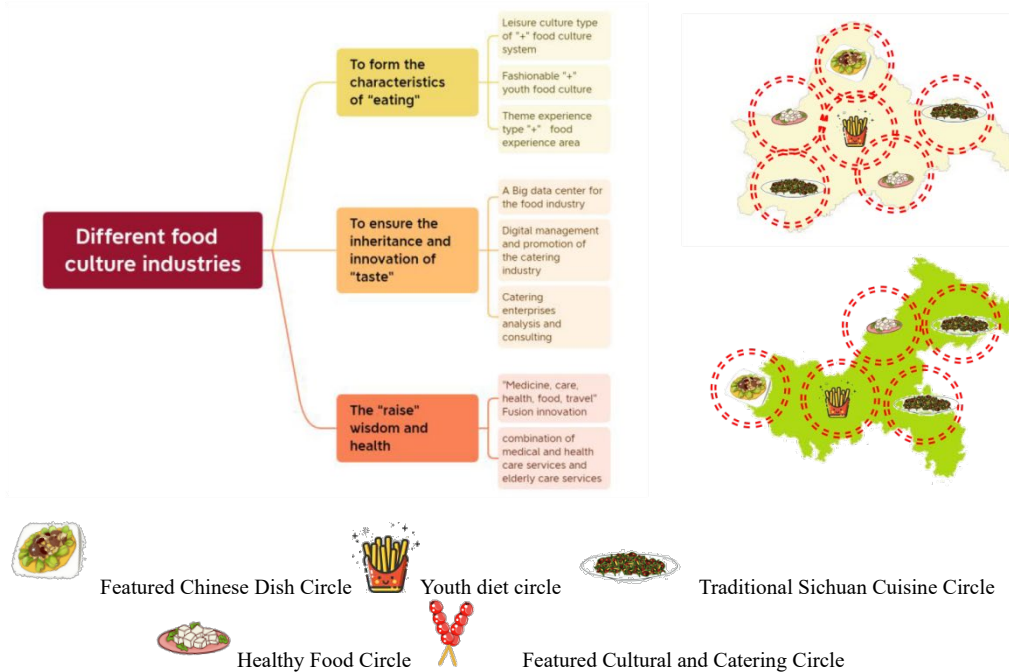 Different food
culture industries
To form the
characteristics
of "eating"
Leisure culture type
of "+" food culture
system
Fashionable "+"
youth food culture
Theme experience
type "+" food
experience area
To ensure the
inheritance and
innovation of
"taste"
A Big data center for
the food industry
Digital management
and promotion of
the catering
industry
Catering
enterprises
analysis and
consulting
The "raise"
wisdom and
health
"Medicine, care,
health, food, travel"
Fusion innovation
combination of
medical and health
care services and
elderly care services
Featured Chinese Dish Circle
Youth diet circle
Traditional Sichuan Cuisine Circle
Healthy Food Circle
Featured Cultural and Catering Circle